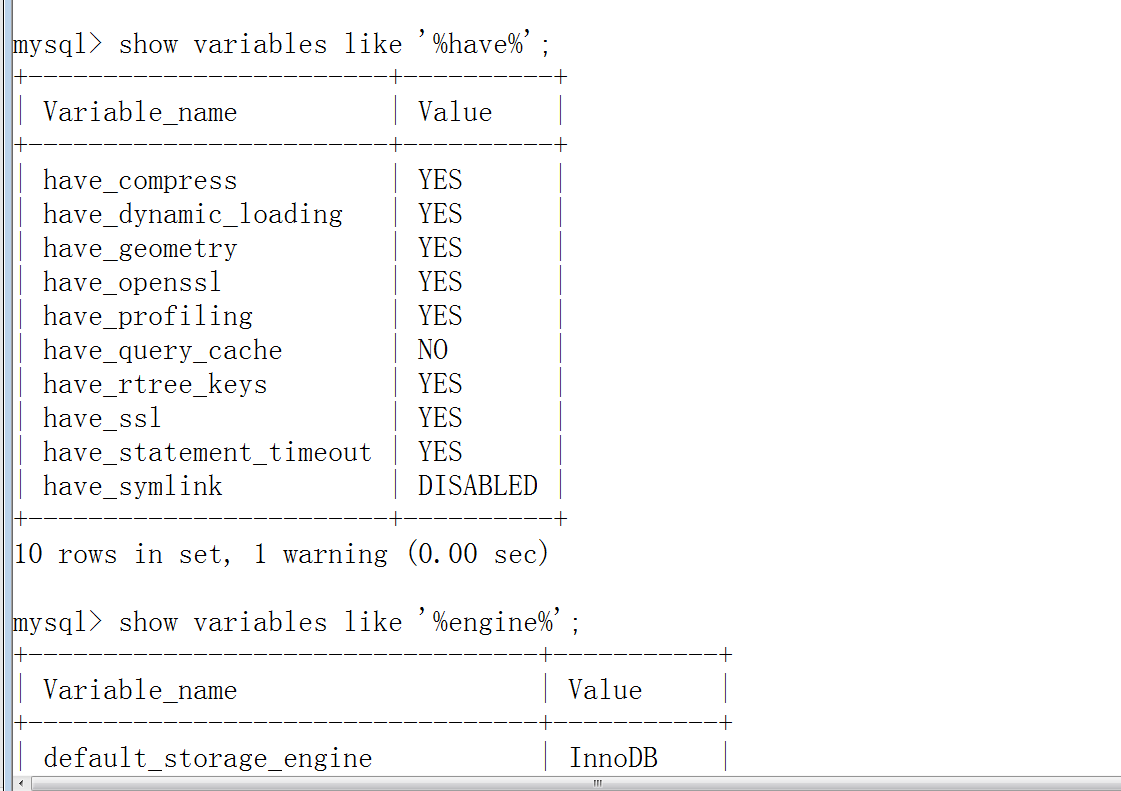 mysql> show variables like '%have%';
+------------------------+----------+
| Variable_name          | Value    |
+------------------------+----------+
| have_compress          | YES      |
| have_dynamic_loading   | YES      |
| have_geometry          | YES      |
| have_openssl           | YES      |
| have_profiling         | YES      |
| have_query_cache       | NO       |
| have_rtree_keys        | YES      |
| have_ssl               | YES      |
| have_statement_timeout | YES      |
| have_symlink           | DISABLED |
+------------------------+----------+
10 rows in set, 1 warning (0.00 sec)

mysql> show variables like '%engine%';
+----------------------------------+-----------+
| Variable_name                    | Value     |
+----------------------------------+-----------+
| default_storage_engine           | InnoDB    |